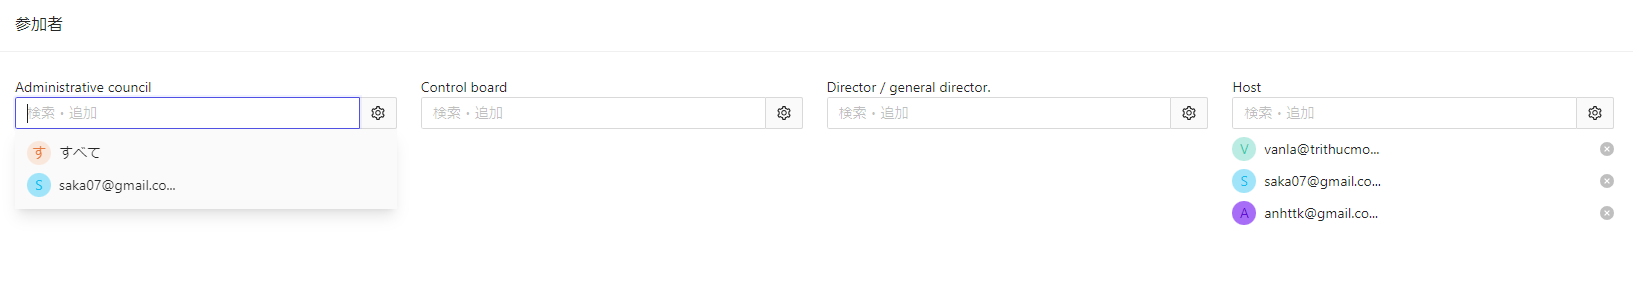 参加者
Administrative council
検索・追加
す すべて
S saka07@gmail.co...
Control board
検索・追加
Director / general director.
検索・追加
Host
検索・追加
V vanla@trithucmo...
S saka07@gmail.co...
A anhttk@gmail.co...